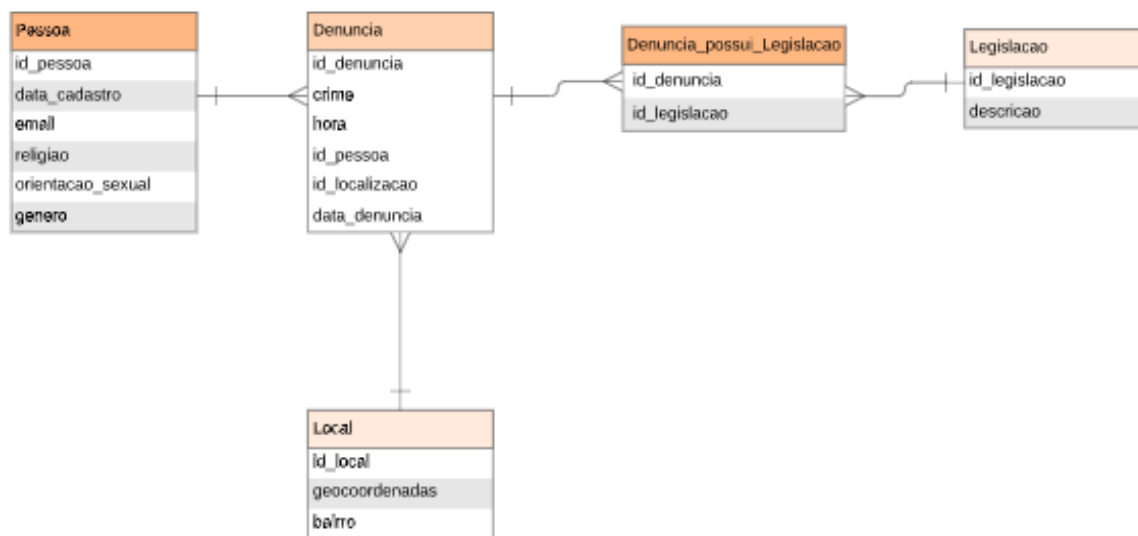 Pessoa
id_pessoa
data_cadastro
email
religiao
orientacao_sexual
genero
Denuncia
id_denuncia
crime
hora
id_pessoa
id_localizacao
data_denuncia
Denuncia_possui_Legislacao
id_denuncia
id_legislacao
Legislacao
id_legislacao
descricao
Local
id_local
geocoordenadas
bairro